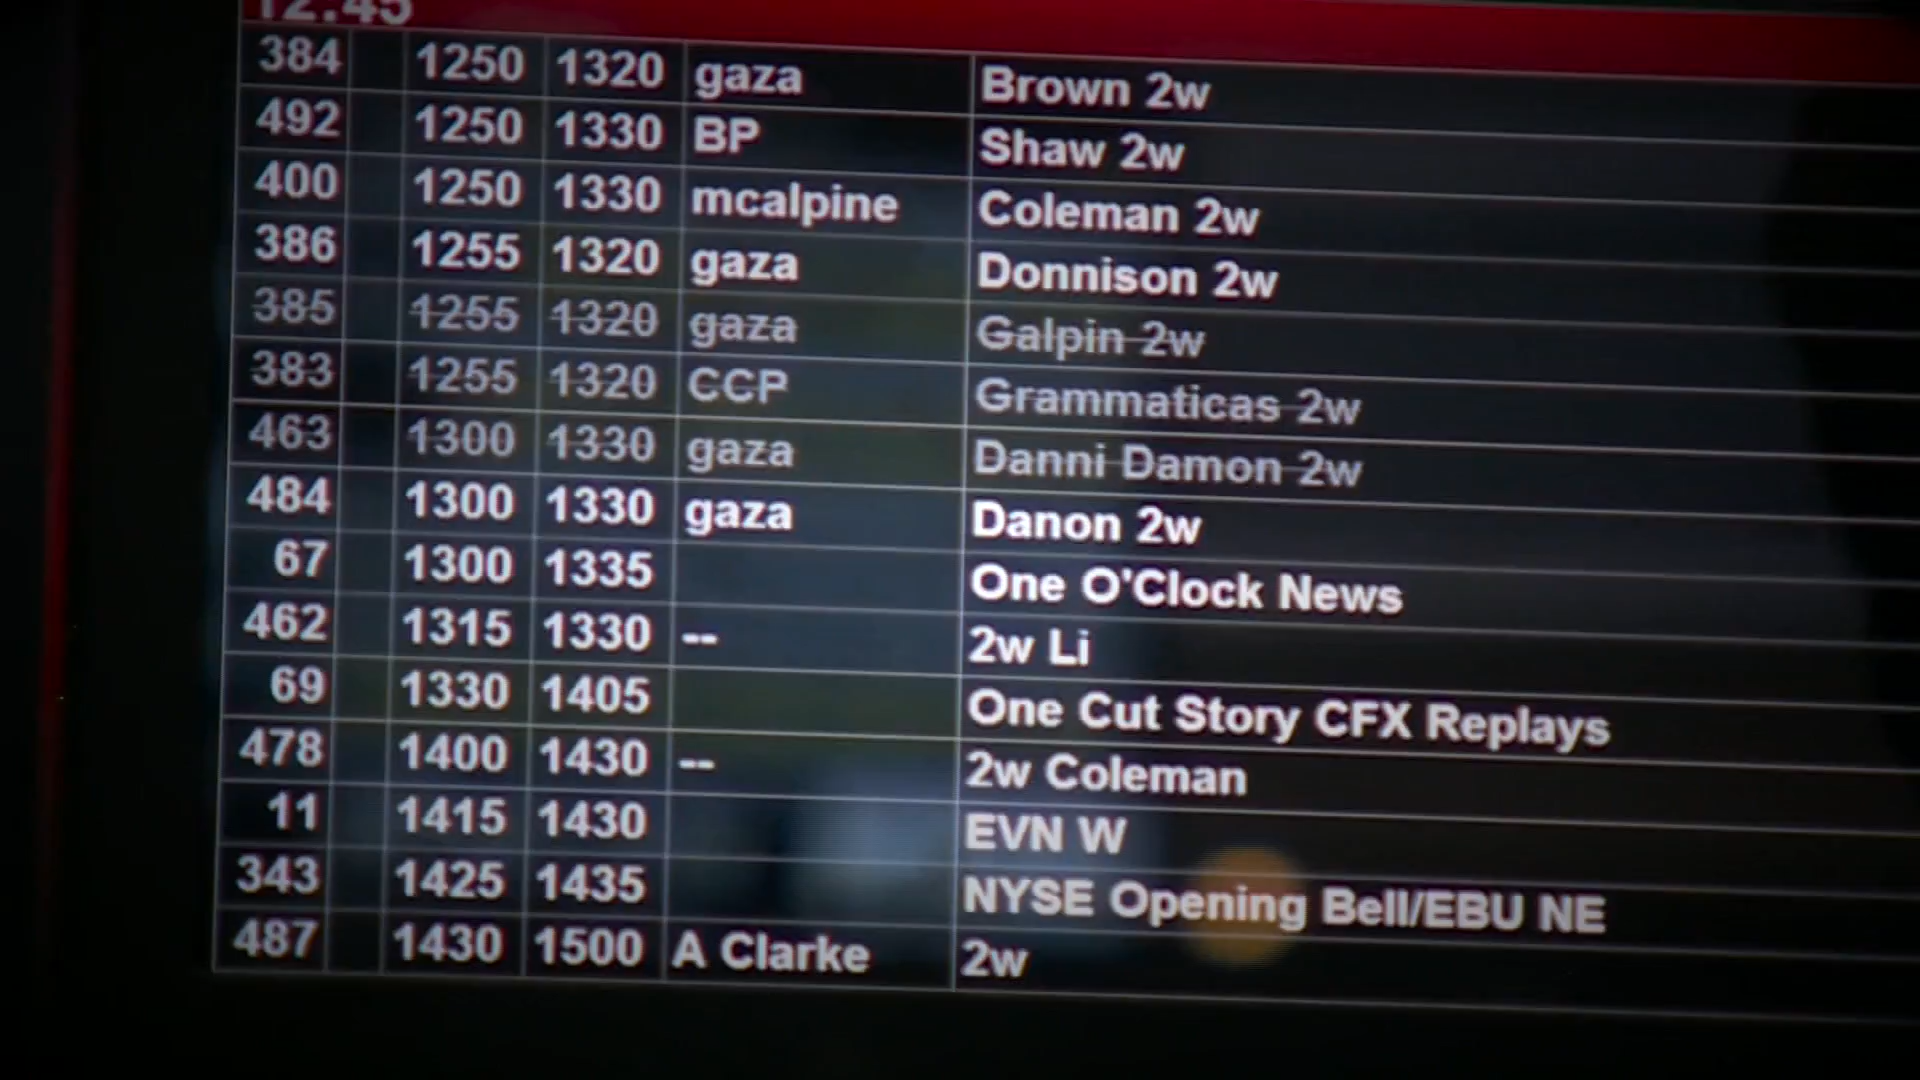 12:45
384 1250 1320 gaza Brown 2w
492 1250 1330 BP Shaw 2w
400 1250 1330 mcalpine Coleman 2w
386 1255 1320 gaza Donnison 2w
385 1255 1320 gaza Galpin 2w
383 1255 1320 CCP Grammaticas 2w
463 1300 1330 gaza Danni Damon 2w
484 1300 1330 gaza Danon 2w
67 1300 1335 One O'Clock News
462 1315 1330 -- 2w Li
69 1330 1405 One Cut Story CFX Replays
478 1400 1430 -- 2w Coleman
11 1415 1430 EVN W
343 1425 1435 NYSE Opening Bell/EBU NE
487 1430 1500 A Clarke 2w